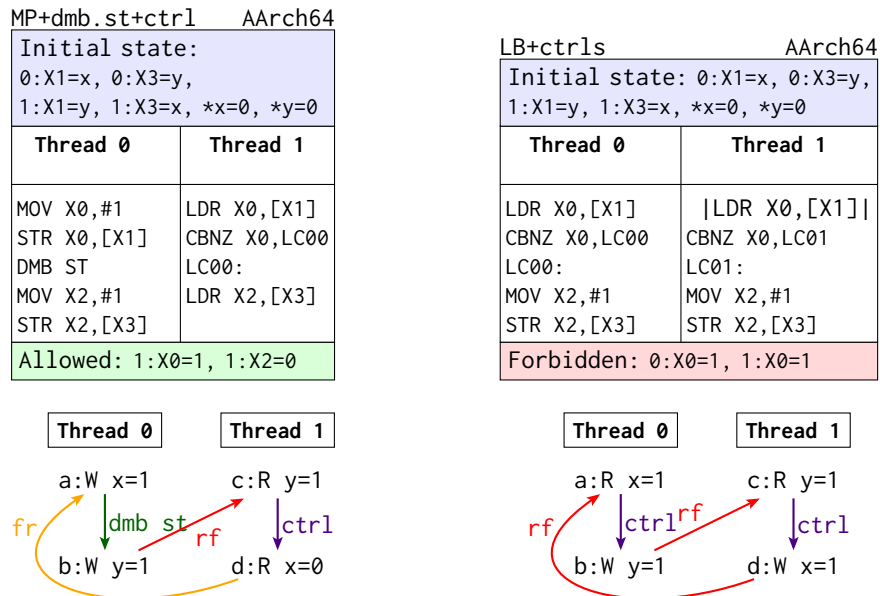 MP+dmb.st+ctrl AArch64
Initial state:
0:X1=x, 0:X3=y,
1:X1=y, 1:X3=x, *x=0, *y=0
Thread 0 Thread 1
MOV X0,#1 LDR X0,[X1]
STR X0,[X1] CBNZ X0,LC00
DMB ST LC00:
MOV X2,#1 LDR X2,[X3]
STR X2,[X3]
Allowed: 1:X0=1, 1:X2=0
Thread 0 Thread 1
a:W x=1 c:R y=1
fr dmb st rf ctrl
b:W y=1 d:R x=0
LB+ctrls AArch64
Initial state: 0:X1=x, 0:X3=y,
1:X1=y, 1:X3=x, *x=0, *y=0
Thread 0 Thread 1
LDR X0,[X1] |LDR X0,[X1]|
CBNZ X0,LC00 CBNZ X0,LC01
LC00: LC01:
MOV X2,#1 MOV X2,#1
STR X2,[X3] STR X2,[X3]
Forbidden: 0:X0=1, 1:X0=1
Thread 0 Thread 1
a:R x=1 c:R y=1
rf ctrl rf ctrl
b:W y=1 d:W x=1